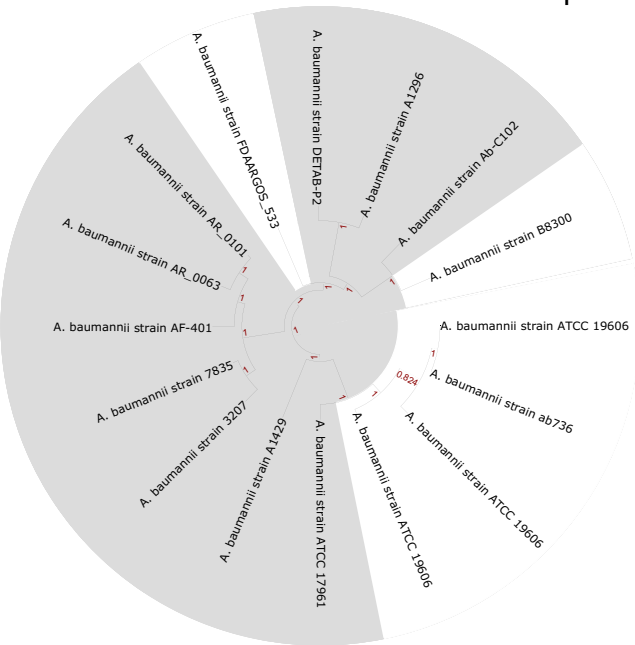 A. baumannii strain FDAARGOS_533
A. baumannii strain DETAB-P2
A. baumannii strain A1296
A. baumannii strain Ab-C102
A. baumannii strain B8300
A. baumannii strain ATCC 19606
A. baumannii strain ab736
A. baumannii strain ATCC 19606
A. baumannii strain ATCC 19606
A. baumannii strain ATCC 17961
A. baumannii strain A1429
A. baumannii strain 3207
A. baumannii strain 7835
A. baumannii strain AF-401
A. baumannii strain AR_0063
A. baumannii strain AR_0101
1
1
1
1
1
1
1
1
1
1
1
1
0.824
1
1